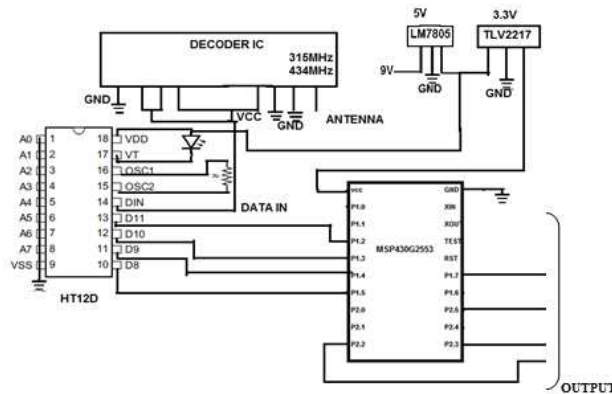 5V
3.3V
DECODER IC
315MHz
434MHz
LM7805
TLV2217
9V
GND
GND
GND
VCC
GND
ANTENNA
A0 1 18 VDD
A1 2 17 VT
A2 3 16 OSC1
A3 4 15 OSC2
A4 5 14 DIN
A5 6 13 D11
A6 7 12 D10
A7 8 11 D9
VSS 9 10 D8
DATA IN
HT12D
vcc GND
P1.0 XIN
P1.1 XOU
P1.2 TEST
MSP430G2553
P1.3 RST
P1.4 P1.7
P1.5 P1.6
P2.0 P2.5
P2.1 P2.4
P2.2 P2.3
OUTPUT